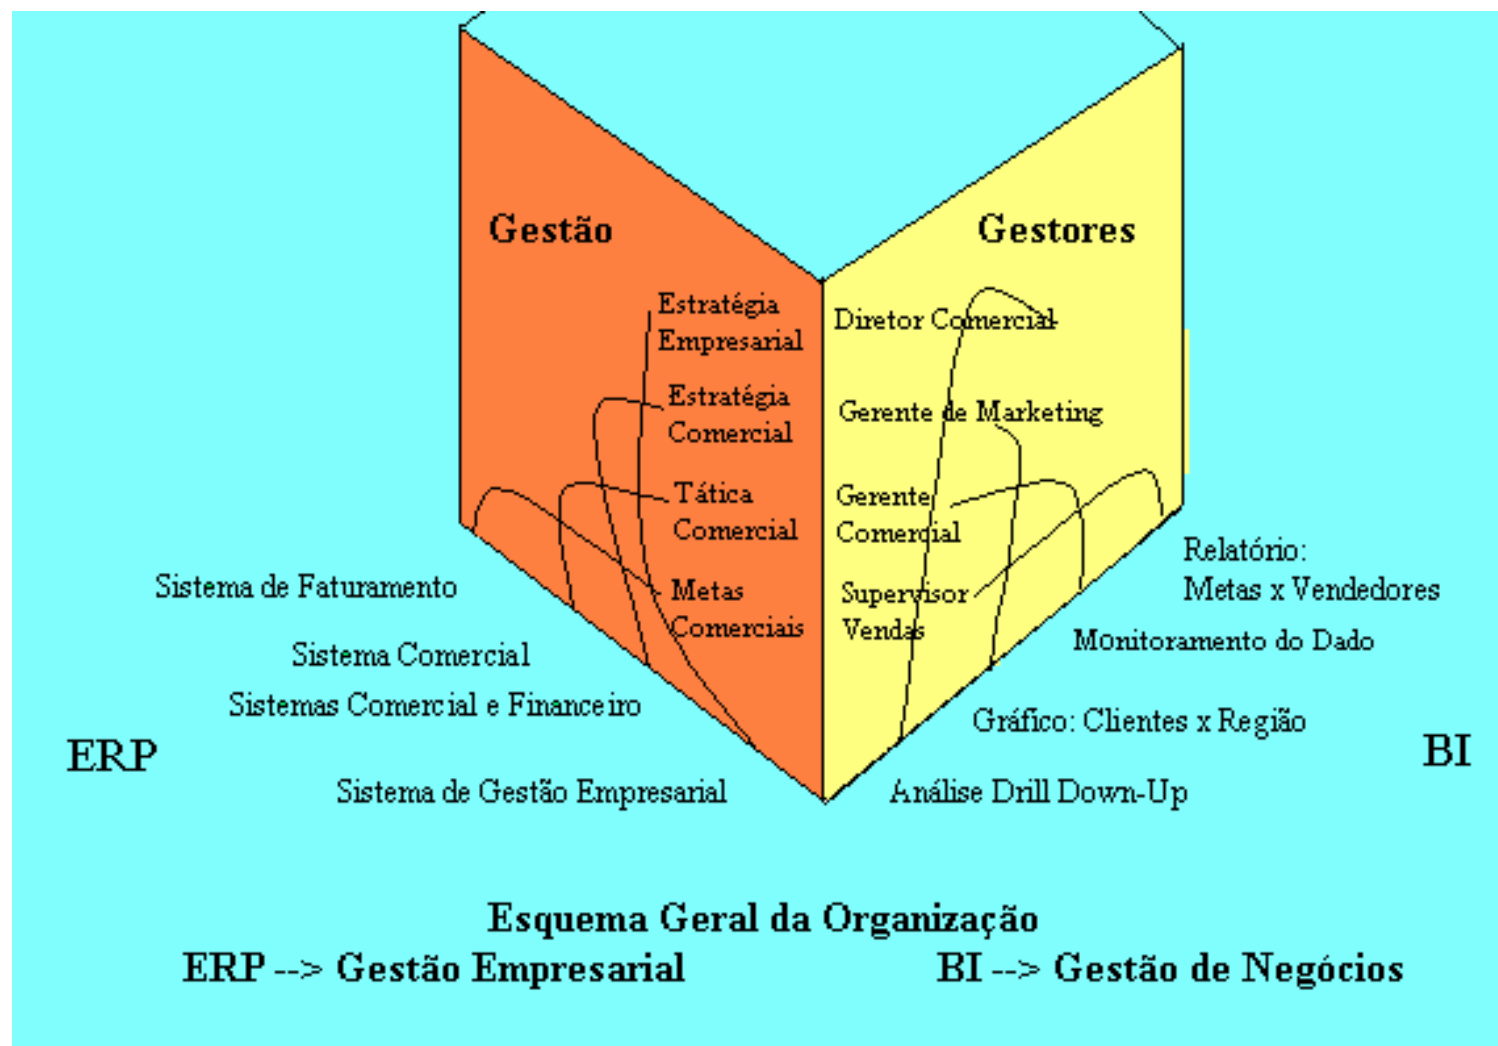 Gestão
Gestores
Estratégia
Empresarial
Diretor Comercial
Estratégia
Comercial
Gerente de Marketing
Tática
Comercial
Gerente
Comercial
Metas
Comerciais
Supervisor
Vendas
Sistema de Faturamento
Sistema Comercial
Sistemas Comercial e Financeiro
Sistema de Gestão Empresarial
ERP
Relatório:
Metas x Vendedores
Monitoramento do Dado
Gráfico: Clientes x Região
Análise Drill Down-Up
BI
Esquema Geral da Organização
ERP --> Gestão Empresarial
BI --> Gestão de Negócios